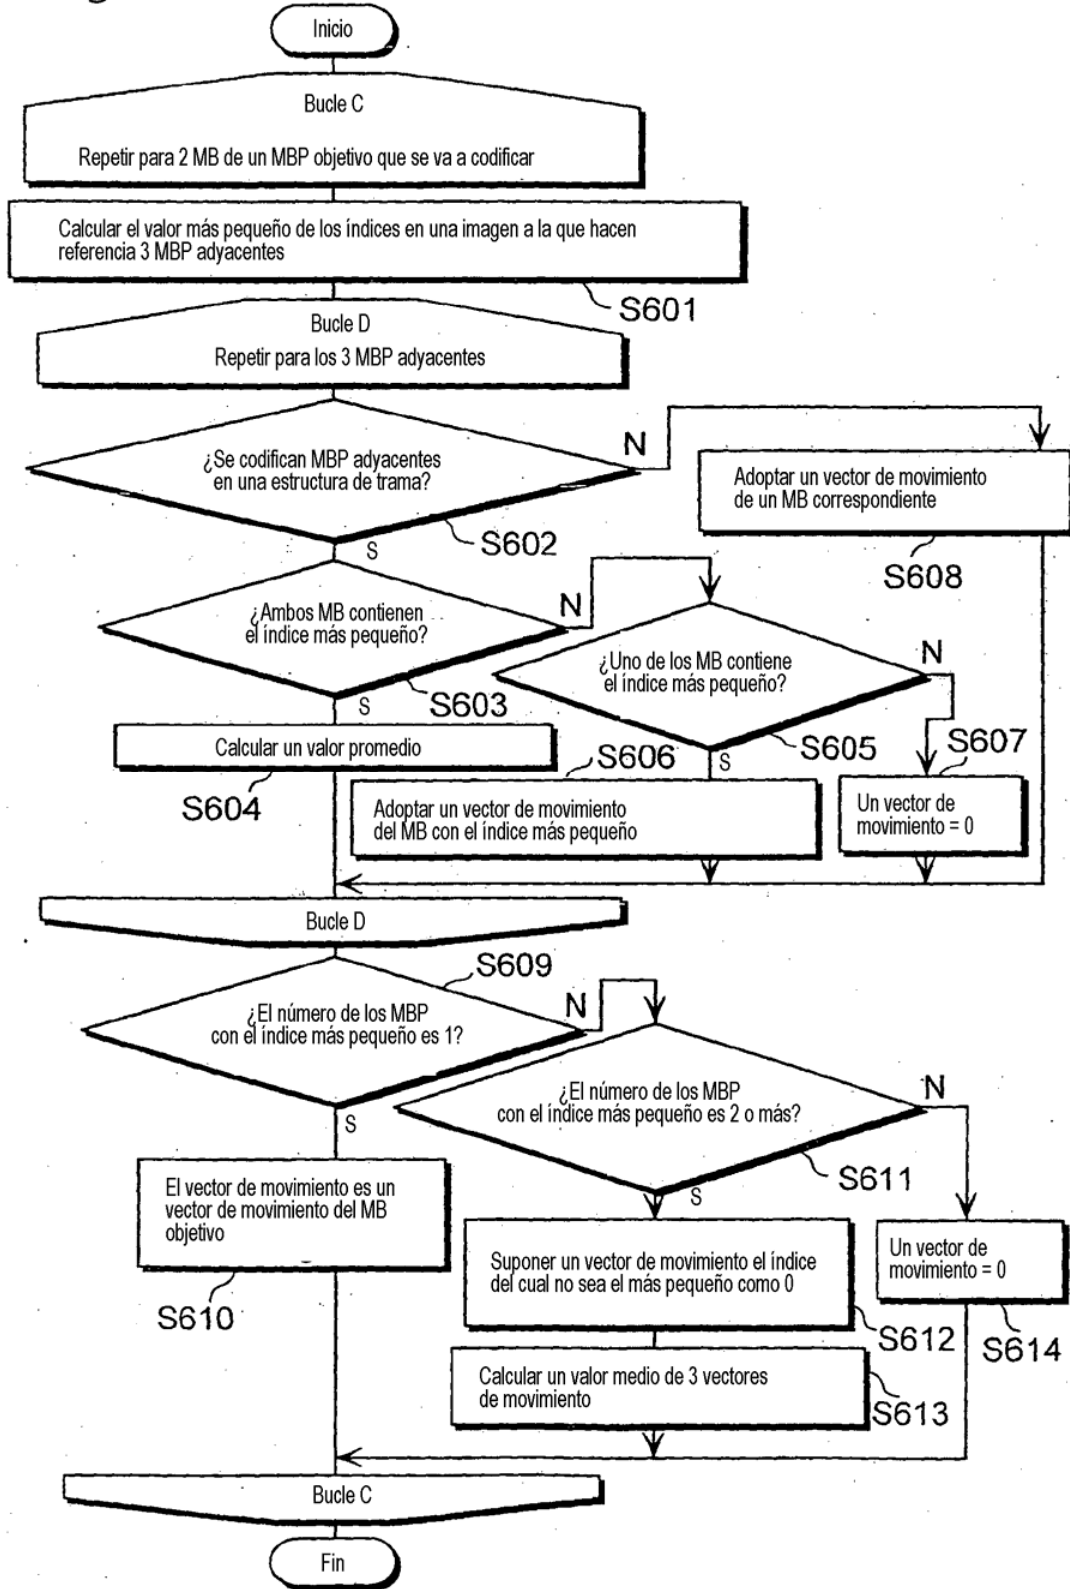 Inicio
Bucle C
Repetir para 2 MB de un MBP objetivo que se va a codificar
Calcular el valor más pequeño de los índices en una imagen a la que hacen
referencia 3 MBP adyacentes
S601
Bucle D
Repetir para los 3 MBP adyacentes
¿Se codifican MBP adyacentes
en una estructura de trama?
N
S602
S
Adoptar un vector de movimiento
de un MB correspondiente
S608
¿Ambos MB contienen
el índice más pequeño?
N
S603
S
¿Uno de los MB contiene
el índice más pequeño?
N
S605
S
Calcular un valor promedio
S604
S606
Adoptar un vector de movimiento
del MB con el índice más pequeño
S607
Un vector de
movimiento = 0
Bucle D
S609
¿El número de los MBP
con el índice más pequeño es 1?
N
S
¿El número de los MBP
con el índice más pequeño es 2 o más?
N
S611
S
El vector de movimiento es un
vector de movimiento del MB
objetivo
S610
Suponer un vector de movimiento el índice
del cual no sea el más pequeño como 0
S612
Un vector de
movimiento = 0
S614
Calcular un valor medio de 3 vectores
de movimiento
S613
Bucle C
Fin